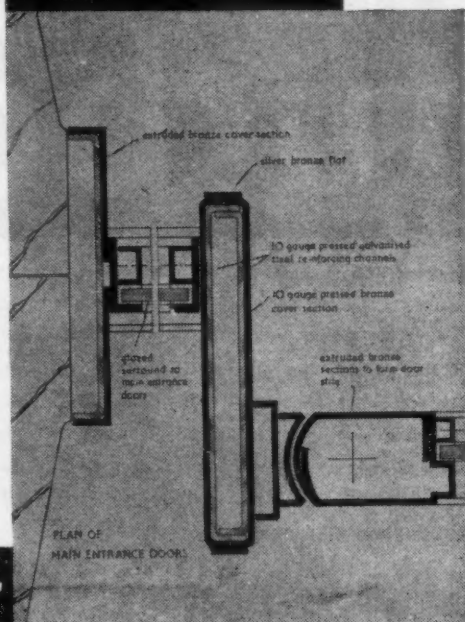 extruded bronze cover section
silver bronze flat
10 gauge pressed galvanised
steel reinforcing channels
10 gauge pressed bronze
cover section
glazed
surround to
main entrance
doors
extruded bronze
sections to form door
stile
PLAN OF
MAIN ENTRANCE DOORS